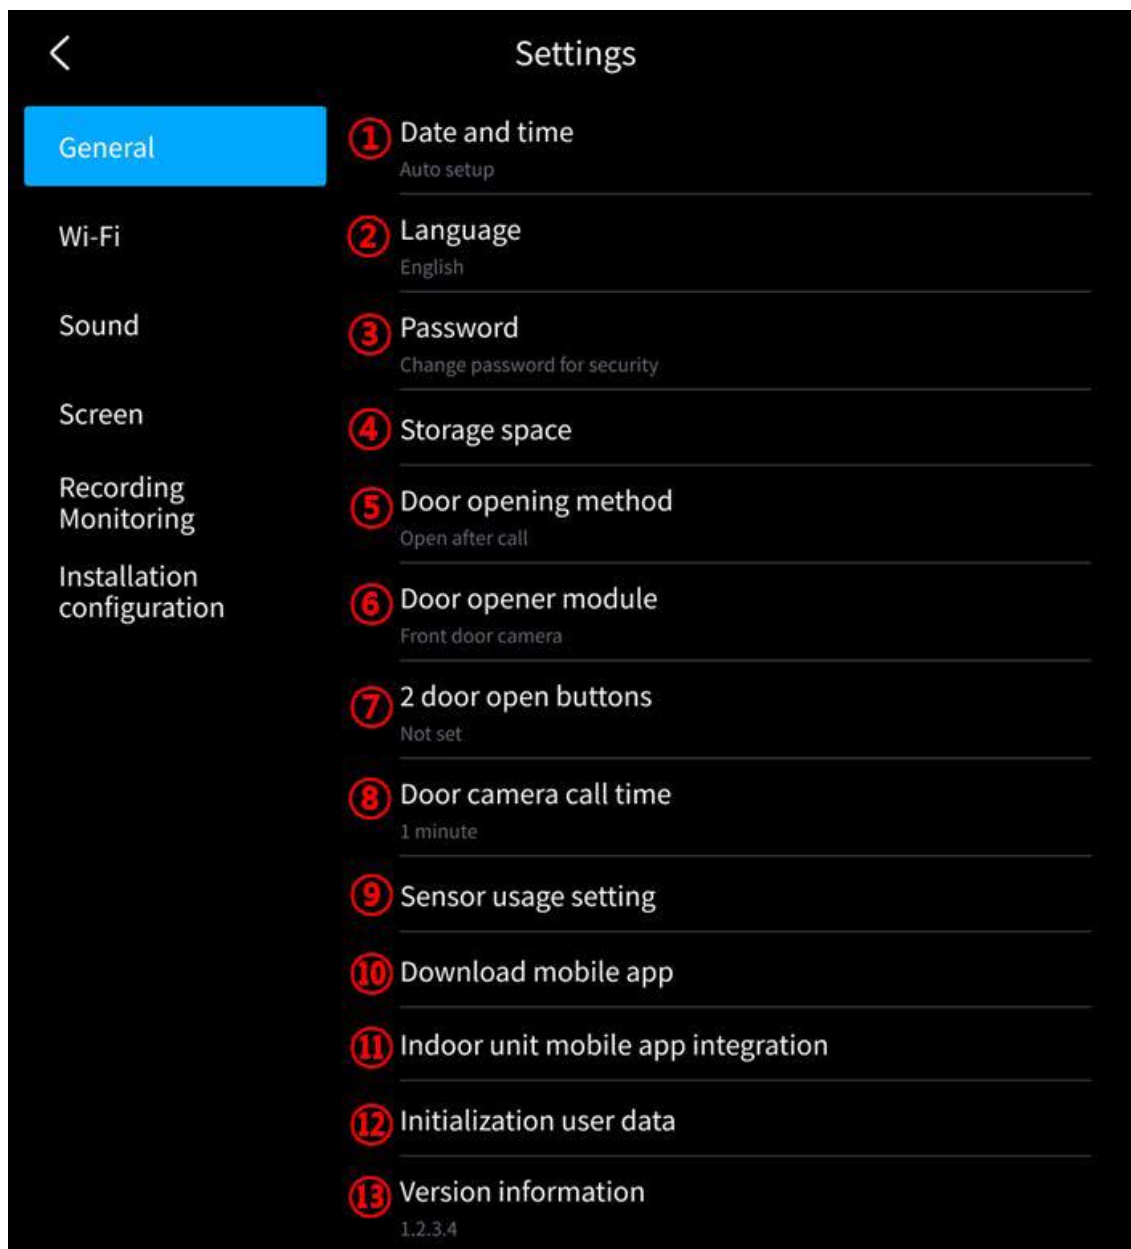 Settings
General
Wi-Fi
Sound
Screen
Recording
Monitoring
Installation
configuration
① Date and time
Auto setup
② Language
English
③ Password
Change password for security
④ Storage space
⑤ Door opening method
Open after call
⑥ Door opener module
Front door camera
⑦ 2 door open buttons
Not set
⑧ Door camera call time
1 minute
⑨ Sensor usage setting
⑩ Download mobile app
⑪ Indoor unit mobile app integration
⑫ Initialization user data
⑬ Version information
1.2.3.4